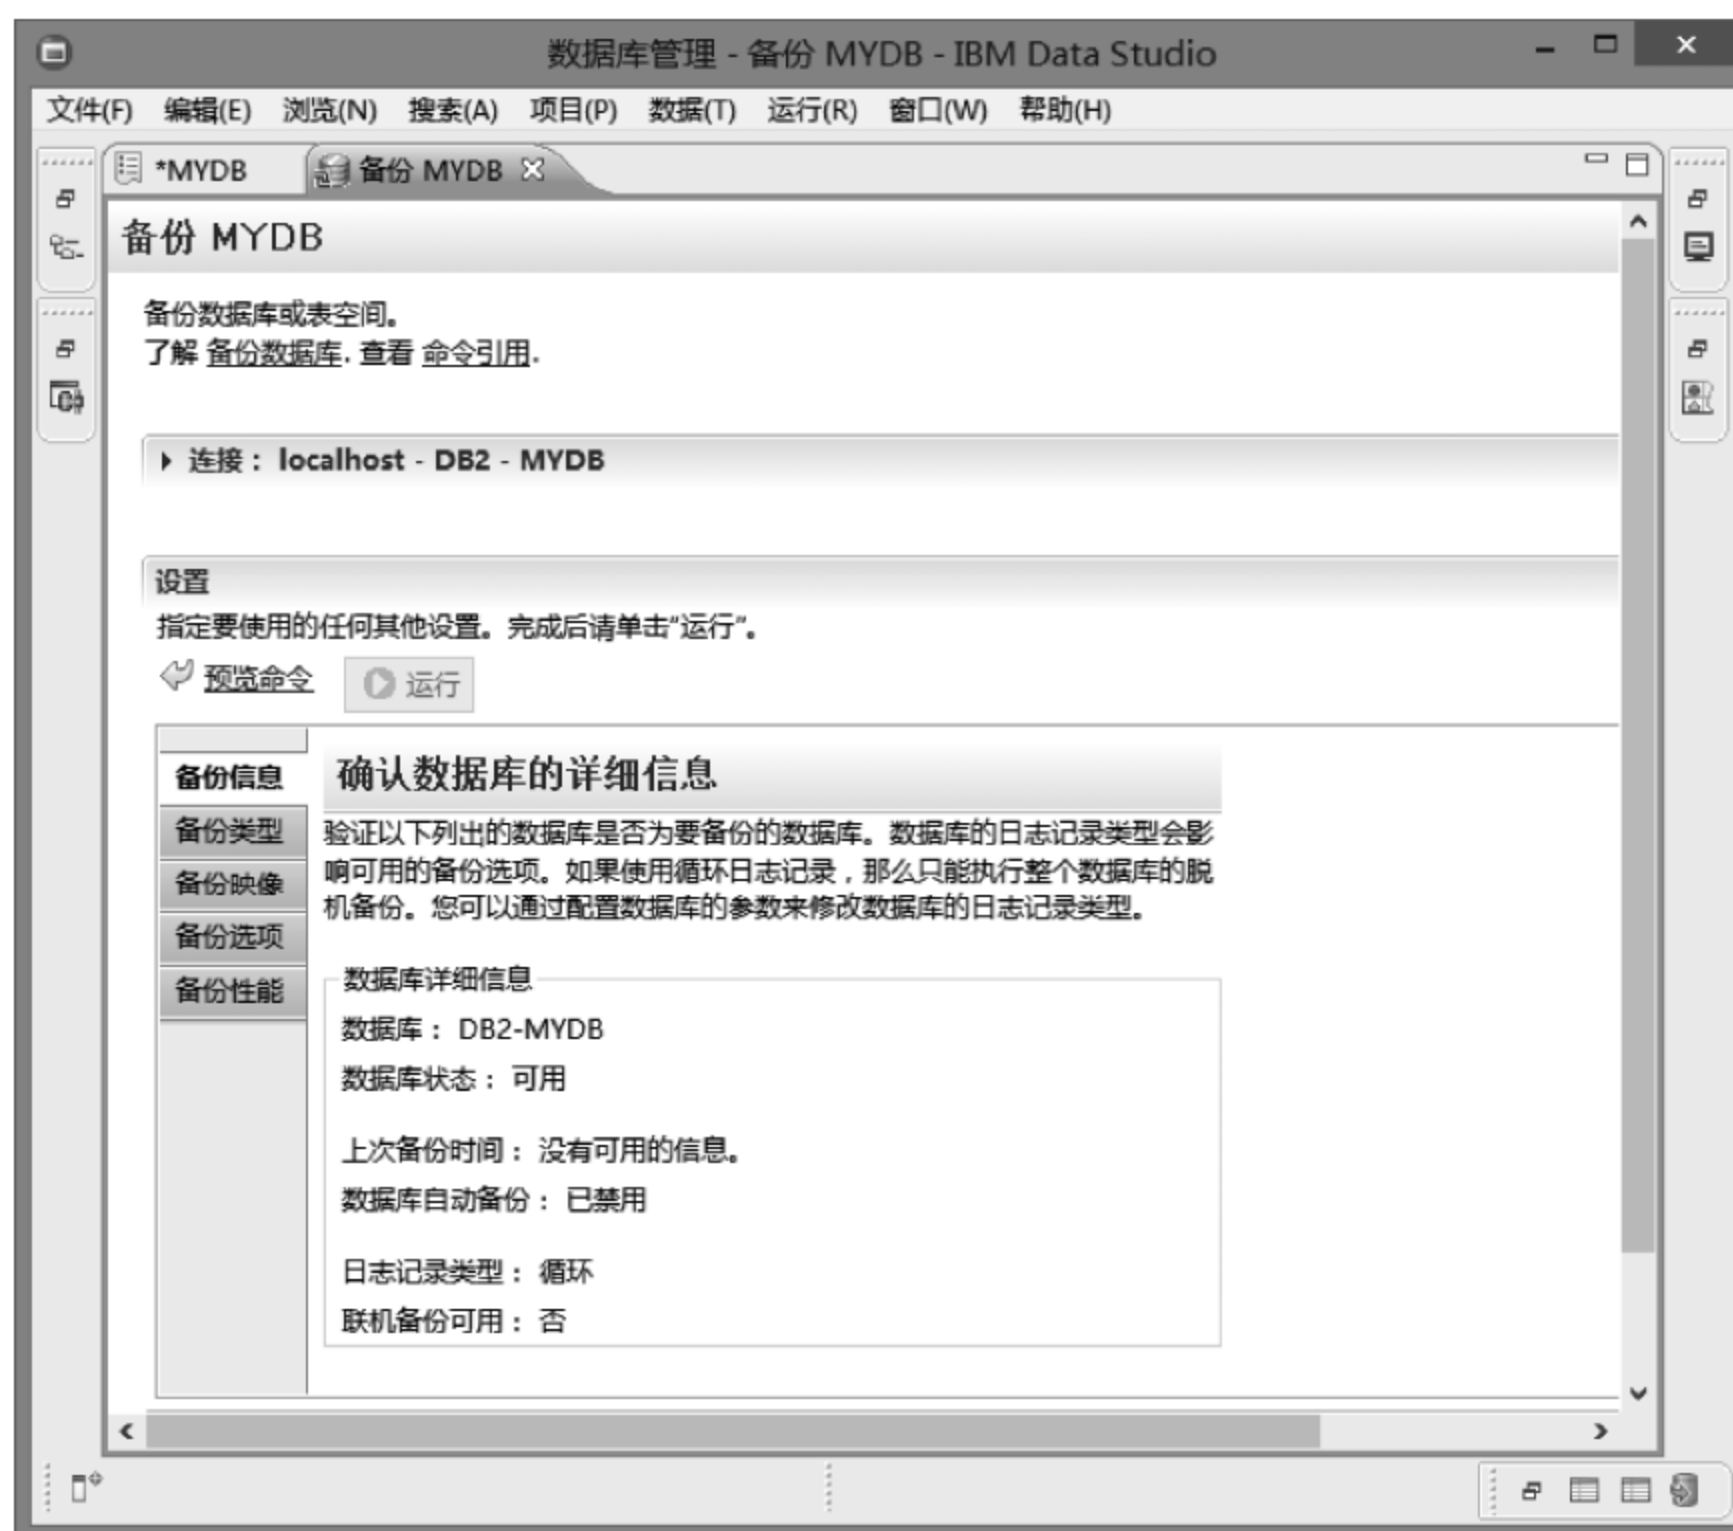 数据库管理 - 备份 MYDB - IBM Data Studio
文件(F) 编辑(E) 浏览(N) 搜索(A) 项目(P) 数据(T) 运行(R) 窗口(W) 帮助(H)
*MYDB 备份 MYDB
备份 MYDB
备份数据库或表空间。
了解 备份数据库. 查看 命令引用.
连接： localhost - DB2 - MYDB
设置
指定要使用的任何其他设置。完成后请单击“运行”。
预览命令 运行
备份信息
备份类型
备份映像
备份选项
备份性能
确认数据库的详细信息
验证以下列出的数据库是否为要备份的数据库。数据库的日志记录类型会影
响可用的备份选项。如果使用循环日志记录，那么只能执行整个数据库的脱
机备份。您可以通过配置数据库的参数来修改数据库的日志记录类型。
数据库详细信息
数据库： DB2-MYDB
数据库状态： 可用
上次备份时间： 没有可用的信息。
数据库自动备份： 已禁用
日志记录类型： 循环
联机备份可用： 否